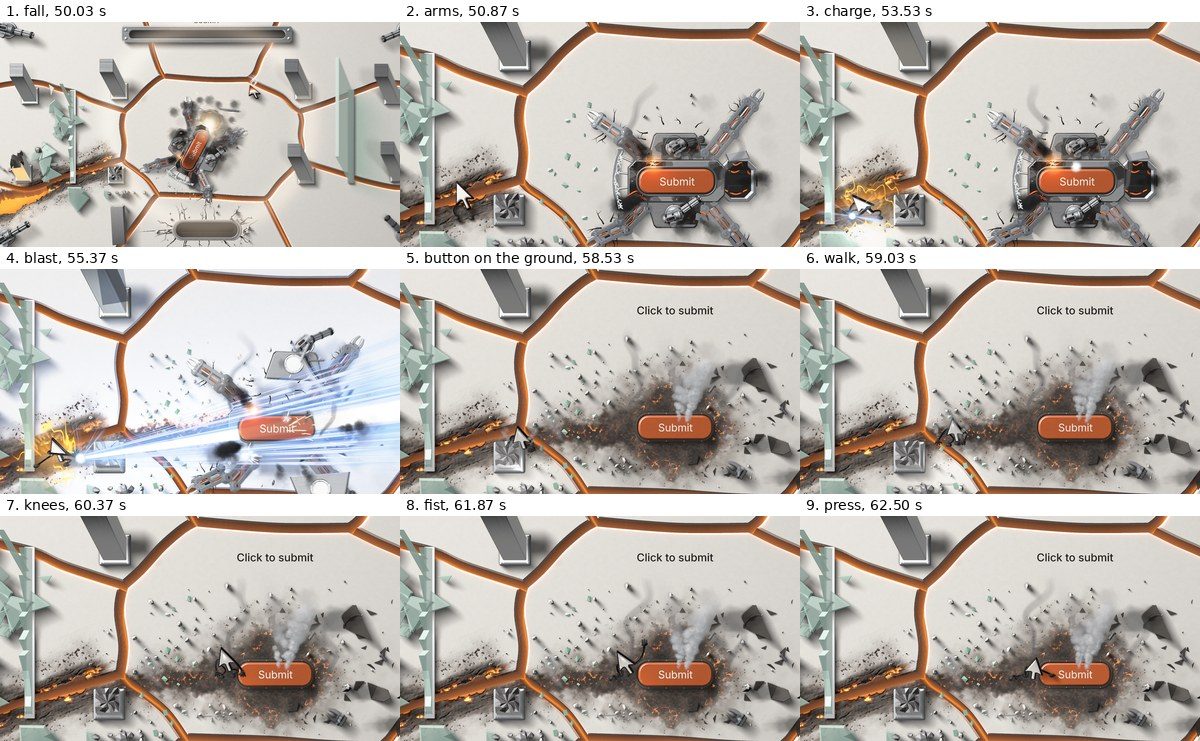 1. fall, 50.03 s
2. arms, 50.87 s
3. charge, 53.53 s
Submit
Submit
4. blast, 55.37 s
5. button on the ground, 58.53 s
6. walk, 59.03 s
Click to submit
Click to submit
Submit
Submit
Submit
7. knees, 60.37 s
8. fist, 61.87 s
9. press, 62.50 s
Click to submit
Click to submit
Click to submit
Submit
Submit
Submit